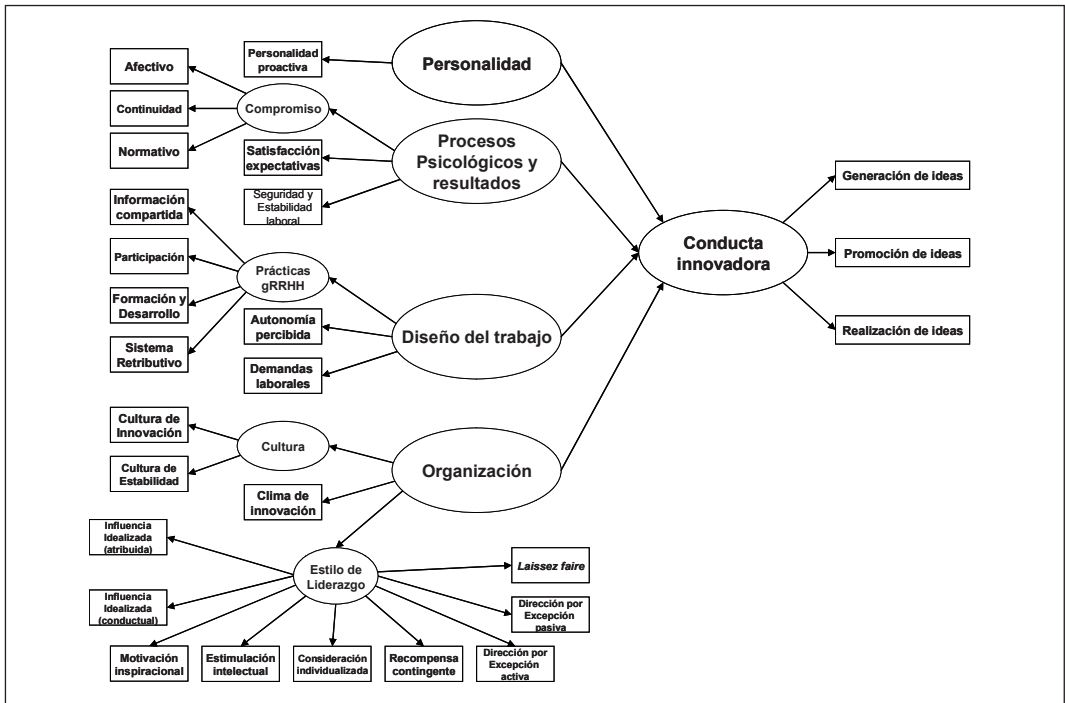 Personalidad
proactiva
Personalidad
Afectivo
Continuidad
Normativo
Compromiso
Satisfacción
expectativas
Seguridad y
Estabilidad
laboral
Procesos
Psicológicos y
resultados
Información
compartida
Participación
Formación y
Desarrollo
Sistema
Retributivo
Prácticas
gRRHH
Autonomía
percibida
Demandas
laborales
Diseño del trabajo
Cultura de
Innovación
Cultura de
Estabilidad
Cultura
Clima de
innovación
Organización
Influencia
Idealizada
(atribuida)
Influencia
Idealizada
(conductual)
Estilo de
Liderazgo
Laissez faire
Dirección por
Excepción
pasiva
Motivación
inspiracional
Estimulación
intelectual
Consideración
individualizada
Recompensa
contingente
Dirección por
Excepción
activa
Conducta
innovadora
Generación de ideas
Promoción de ideas
Realización de ideas